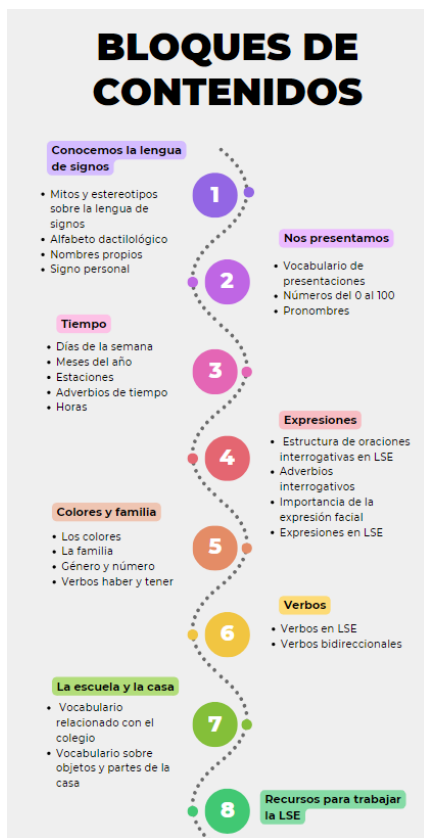 BLOQUES DE
CONTENIDOS
Conocemos la lengua
de signos
• Mitos y estereotipos
sobre la lengua de
signos
• Alfabeto dactilológico
• Nombres propios
• Signo personal
1
Nos presentamos
• Vocabulario de
presentaciones
• Números del 0 al 100
• Pronombres
2
Tiempo
• Días de la semana
• Meses del año
• Estaciones
• Adverbios de tiempo
• Horas
3
Expresiones
• Estructura de oraciones
interrogativas en LSE
• Adverbios
interrogativos
• Importancia de la
expresión facial
• Expresiones en LSE
4
Colores y familia
• Los colores
• La familia
• Género y número
• Verbos haber y tener
5
Verbos
• Verbos en LSE
• Verbos bidireccionales
6
La escuela y la casa
• Vocabulario
relacionado con el
colegio
• Vocabulario sobre
objetos y partes de la
casa
7
8
Recursos para trabajar
la LSE